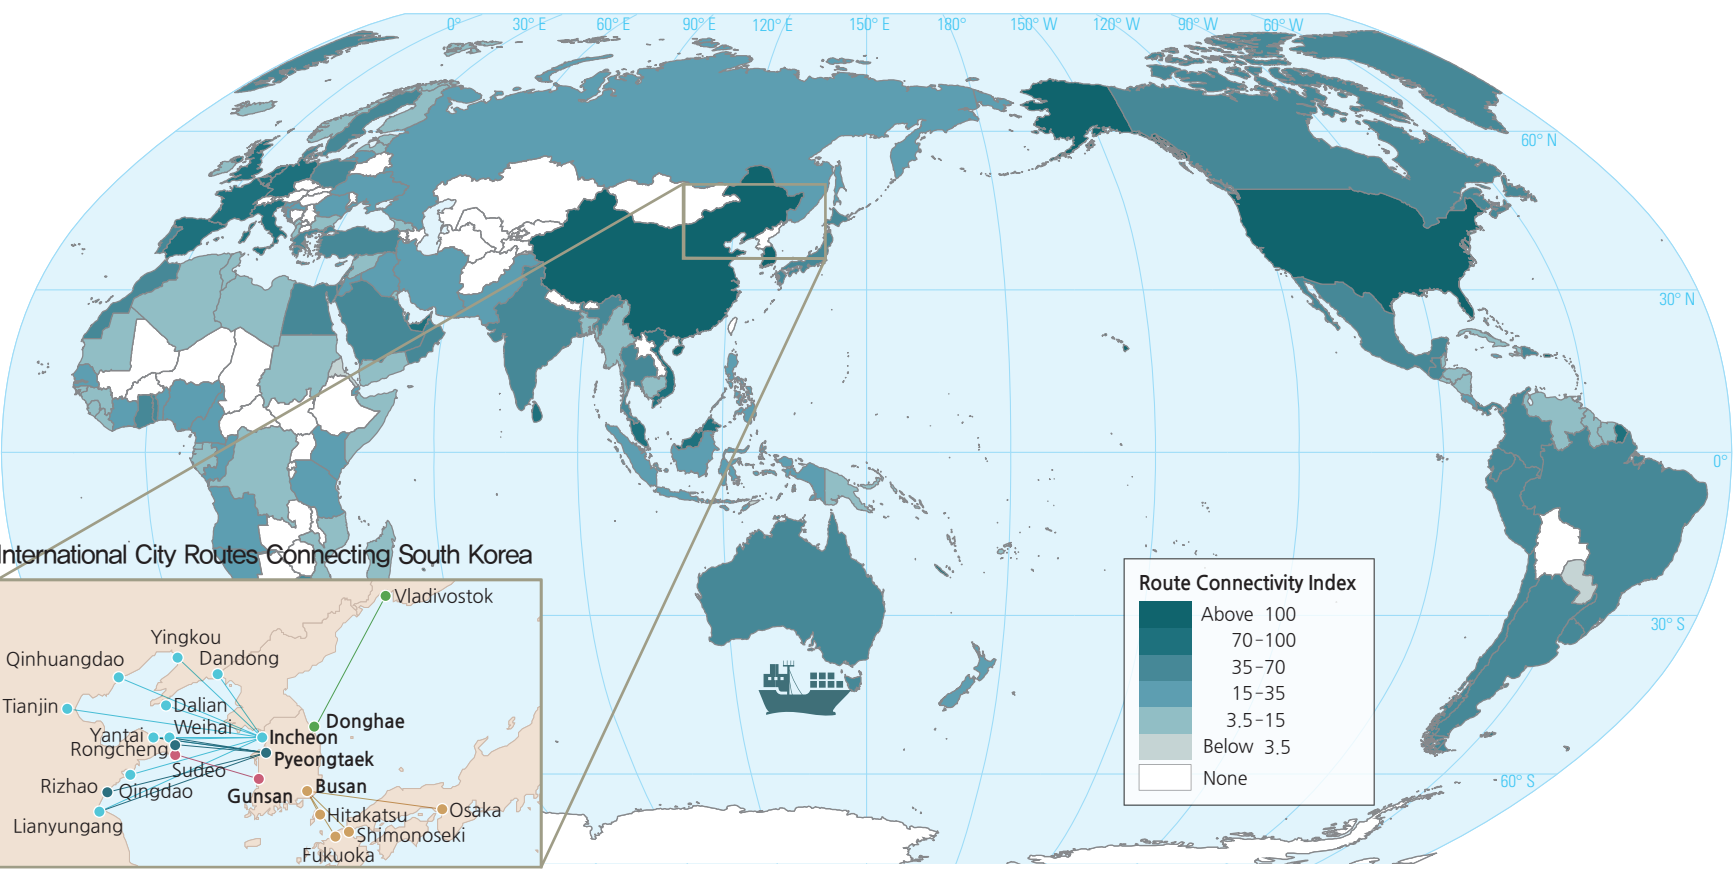 0°
30° E
60° E
90° E
120° E
150° E
180°
150° W
120° W
90° W
60° W
60° N
30° N
0°
30° S
60° S
International City Routes Connecting South Korea
Vladivostok
Yingkou
Qinhuangdao
Dandong
Tianjin
Dalian
Weihai
Donghae
Yantai
Incheon
Rongcheng
Pyeongtaek
Sudeo
Rizhao
Qingdao
Gunsan
Busan
Osaka
Hitakatsu
Lianyungang
Shimonoseki
Fukuoka
Route Connectivity Index
Above 100
70-100
35-70
15-35
3.5-15
Below 3.5
None